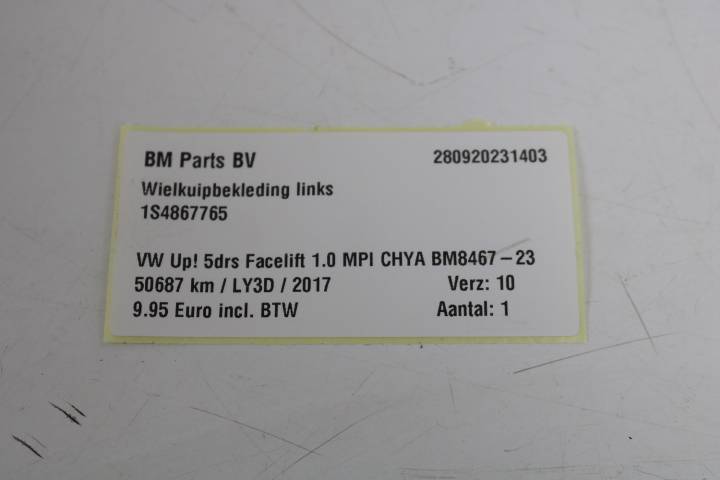 BM Parts BV 280920231403
Wielkuipbekleding links
1S4867765
VW Up! 5drs Facelift 1.0 MPI CHYA BM8467-23
50687 km / LY3D / 2017 Verz: 10
9.95 Euro incl. BTW Aantal: 1